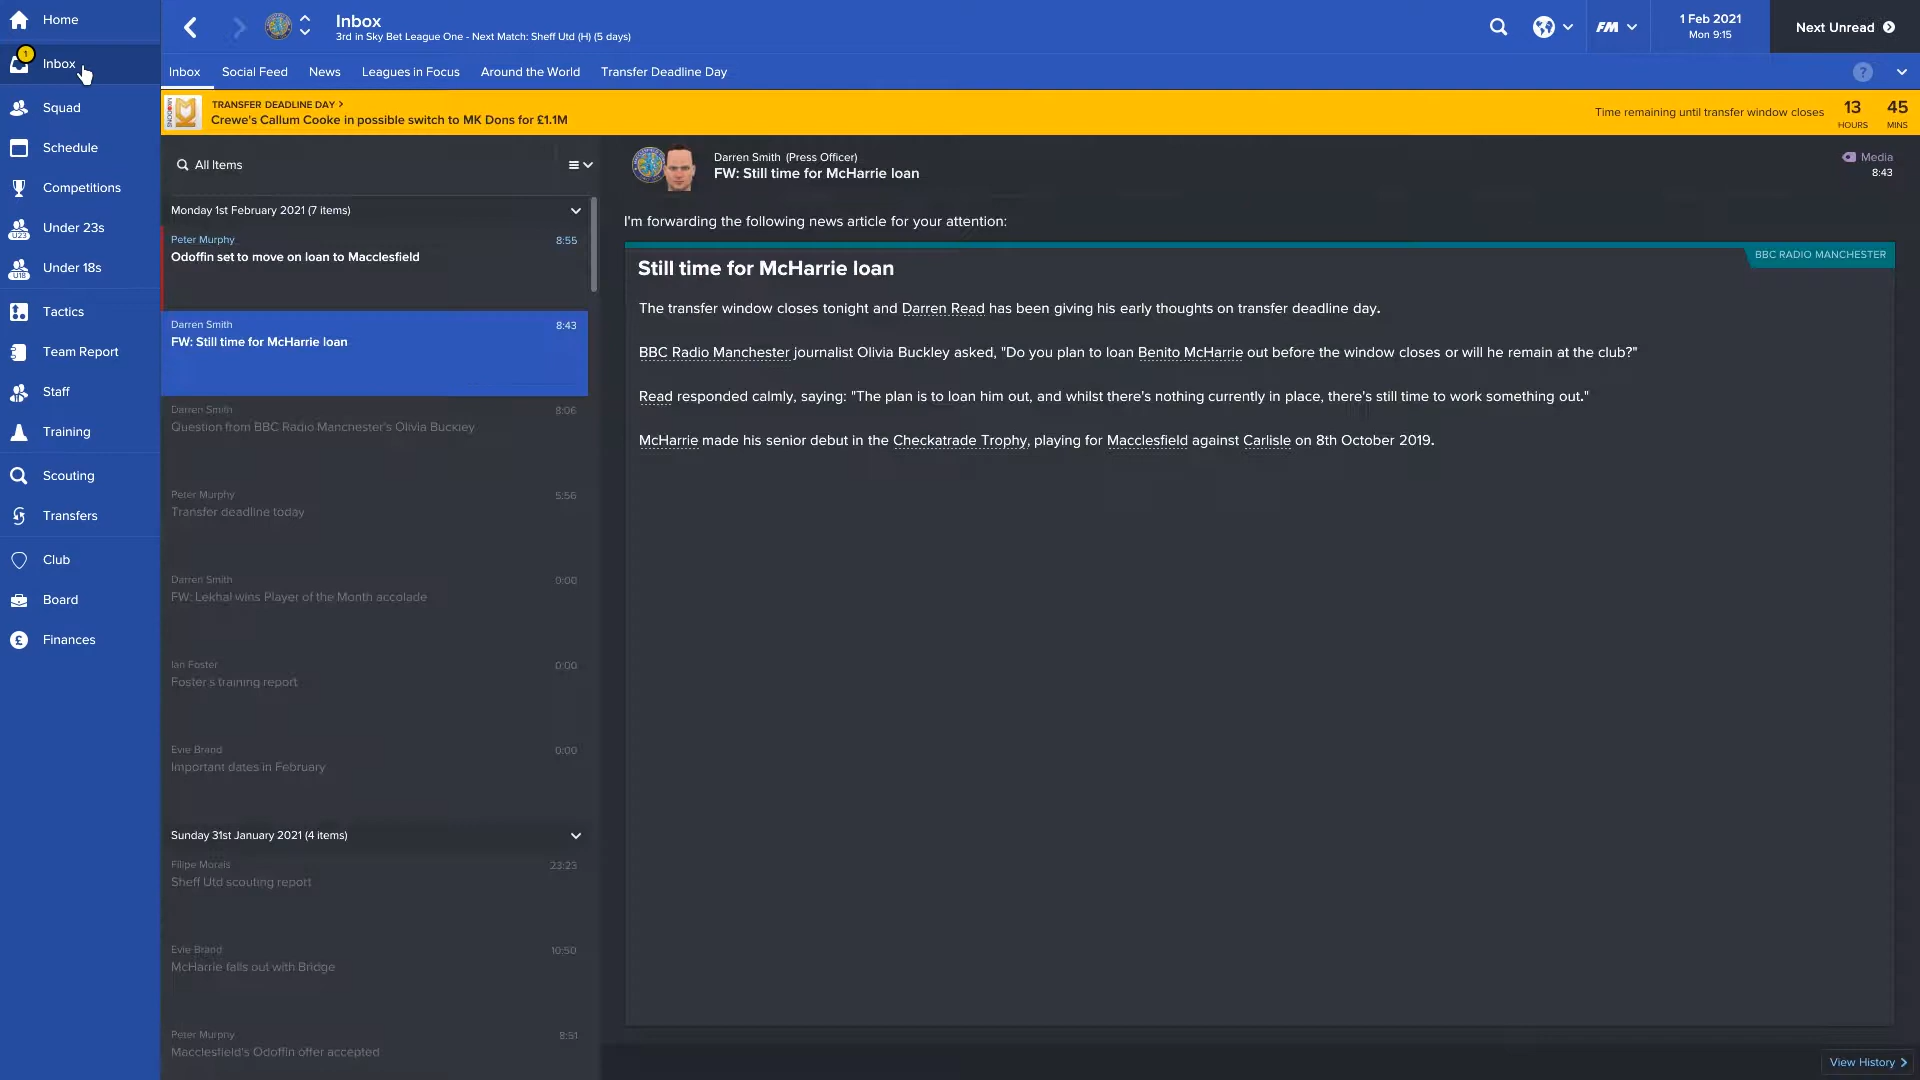 Home
Inbox
1
Squad
Schedule
Competitions
U23
Under 23s
U18
Under 18s
Tactics
Team Report
Staff
Training
Scouting
Transfers
Club
Board
Finances
Inbox
3rd in Sky Bet League One - Next Match: Sheff Utd (H) (5 days)
FM
1 Feb 2021
Mon 9:15
Next Unread
Inbox Social Feed News Leagues in Focus Around the World Transfer Deadline Day
?
TRANSFER DEADLINE DAY >
Crewe's Callum Cooke in possible switch to MK Dons for £1.1M
Time remaining until transfer window closes
13 HOURS
45 MINS
All Items
Monday 1st February 2021 (7 items)
Peter Murphy 8:55
Odoffin set to move on loan to Macclesfield
Darren Smith 8:43
FW: Still time for McHarrie loan
Darren Smith 8:06
Question from BBC Radio Manchester's Olivia Buckley
Peter Murphy 5:56
Transfer deadline today
Darren Smith 0:00
FW: Lekhal wins Player of the Month accolade
Ian Foster 0:00
Foster's training report
Evie Brand 0:00
Important dates in February
Sunday 31st January 2021 (4 items)
Filipe Morais 23:23
Sheff Utd scouting report
Evie Brand 10:50
McHarrie falls out with Bridge
Peter Murphy 8:51
Macclesfield's Odoffin offer accepted
Darren Smith (Press Officer)
FW: Still time for McHarrie loan
Media
8:43
I'm forwarding the following news article for your attention:
BBC RADIO MANCHESTER
Still time for McHarrie loan
The transfer window closes tonight and Darren Read has been giving his early thoughts on transfer deadline day.
BBC Radio Manchester journalist Olivia Buckley asked, "Do you plan to loan Benito McHarrie out before the window closes or will he remain at the club?"
Read responded calmly, saying: "The plan is to loan him out, and whilst there's nothing currently in place, there's still time to work something out."
McHarrie made his senior debut in the Checkatrade Trophy, playing for Macclesfield against Carlisle on 8th October 2019.
View History >